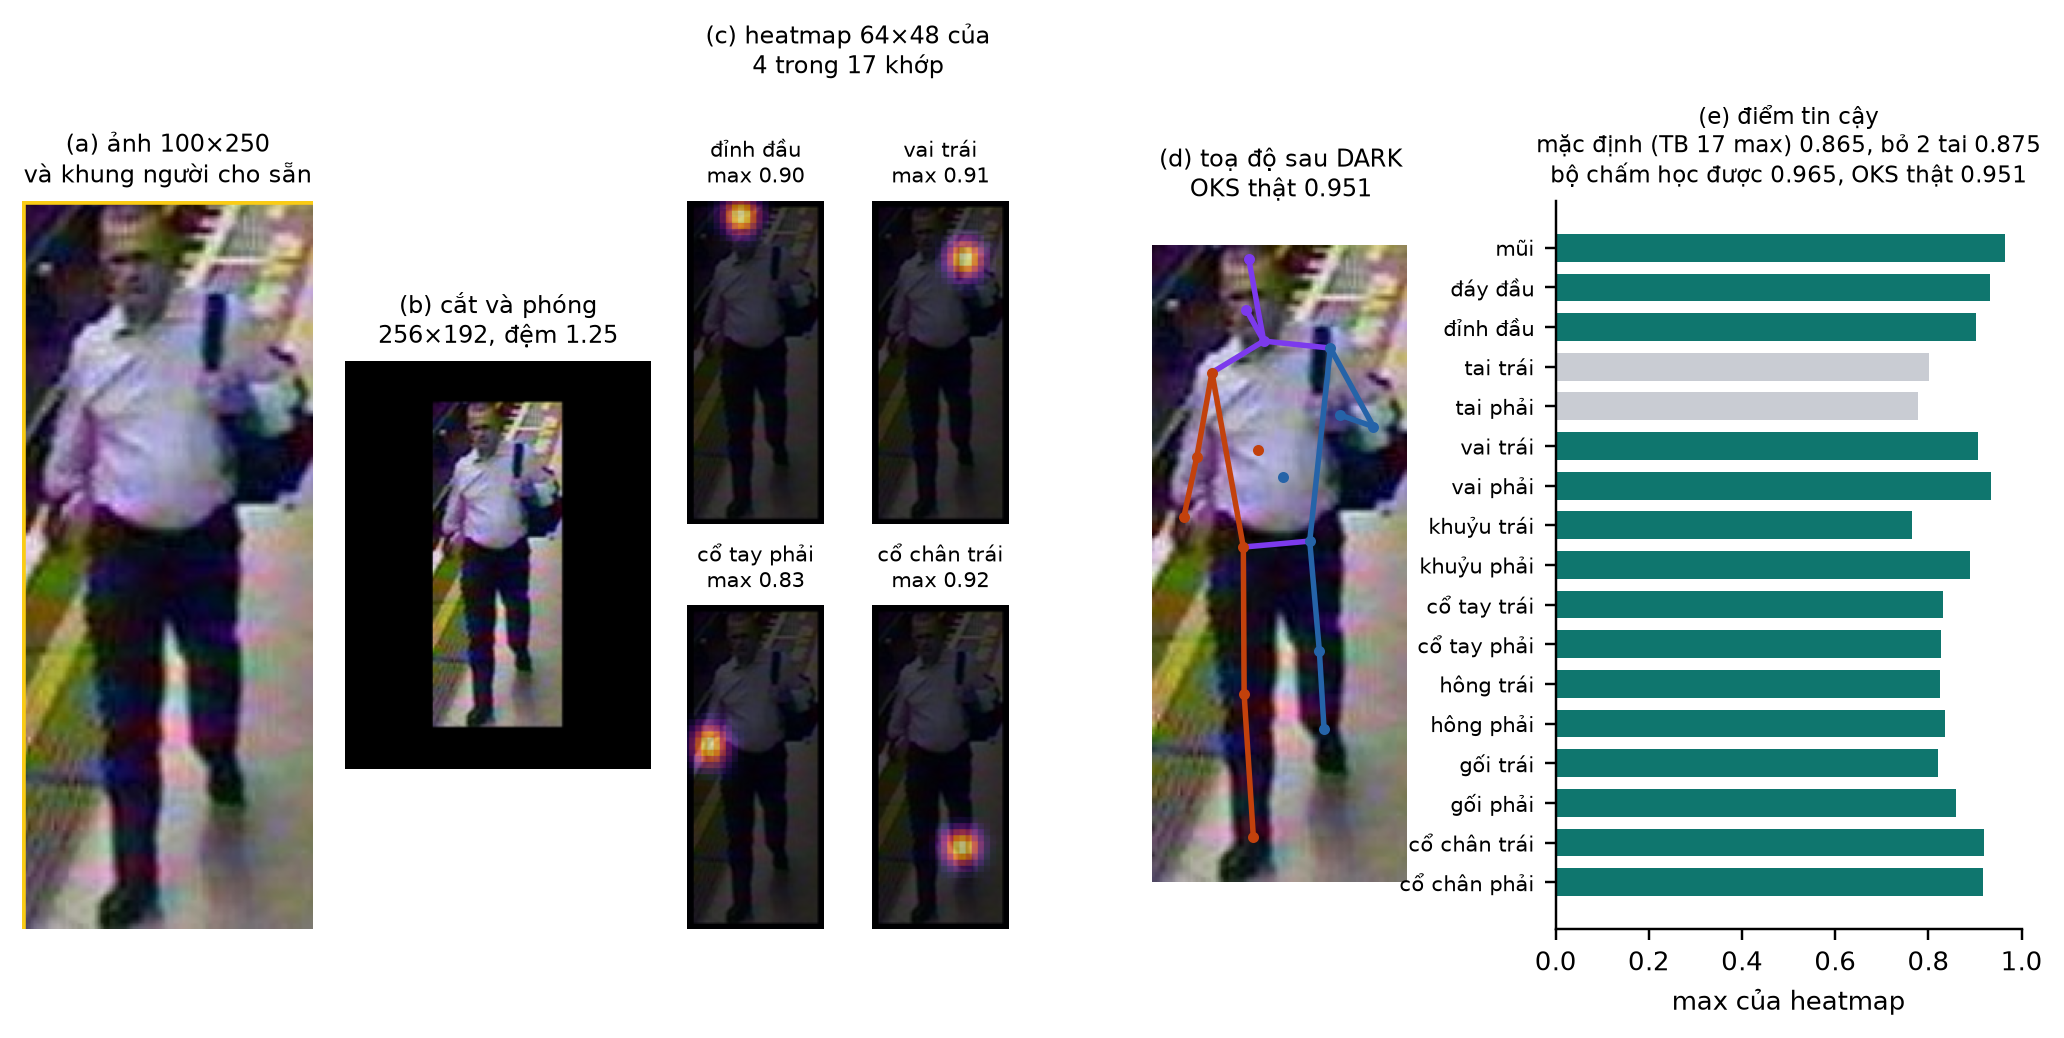 (a) ảnh 100×250
và khung người cho sẵn
(b) cắt và phóng
256×192, đệm 1.25
(c) heatmap 64×48 của
4 trong 17 khớp
đỉnh đầu
max 0.90
vai trái
max 0.91
cổ tay phải
max 0.83
cổ chân trái
max 0.92
(d) toạ độ sau DARK
OKS thật 0.951
(e) điểm tin cậy
mặc định (TB 17 max) 0.865, bỏ 2 tai 0.875
bộ chấm học được 0.965, OKS thật 0.951
mũi
đáy đầu
đỉnh đầu
tai trái
tai phải
vai trái
vai phải
khuỷu trái
khuỷu phải
cổ tay trái
cổ tay phải
hông trái
hông phải
gối trái
gối phải
cổ chân trái
cổ chân phải
0.0 0.2 0.4 0.6 0.8 1.0
max của heatmap